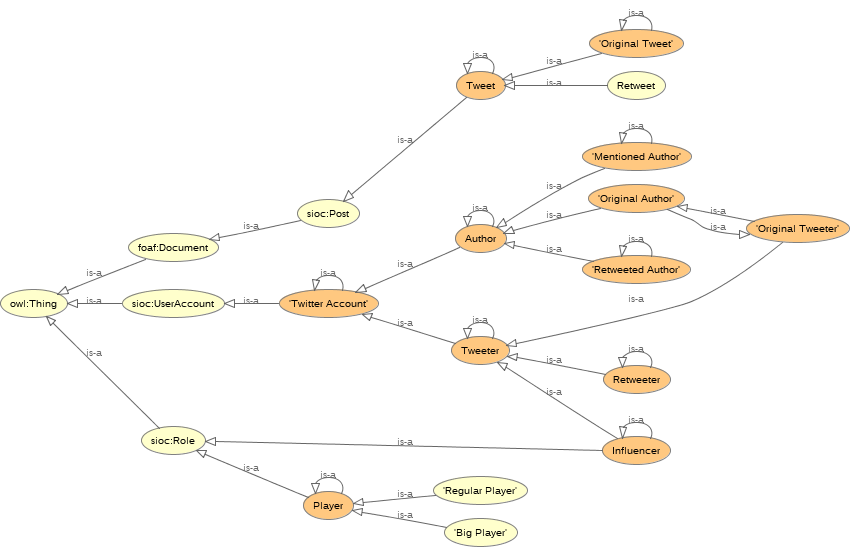 is-a
'Original Tweet'
is-a
is-a
Tweet
is-a
Retweet
is-a
is-a
'Mentioned Author'
is-a
'Original Author'
is-a
sioc:Post
is-a
is-a
is-a
'Original Tweeter'
is-a
foaf:Document
Author
is-a
is-a
is-a
'Retweeted Author'
is-a
is-a
owl:Thing
is-a
sioc:UserAccount
is-a
'Twitter Account'
is-a
is-a
is-a
is-a
Tweeter
is-a
is-a
Retweeter
is-a
is-a
sioc:Role
is-a
Influencer
is-a
is-a
'Regular Player'
is-a
Player
is-a
'Big Player'